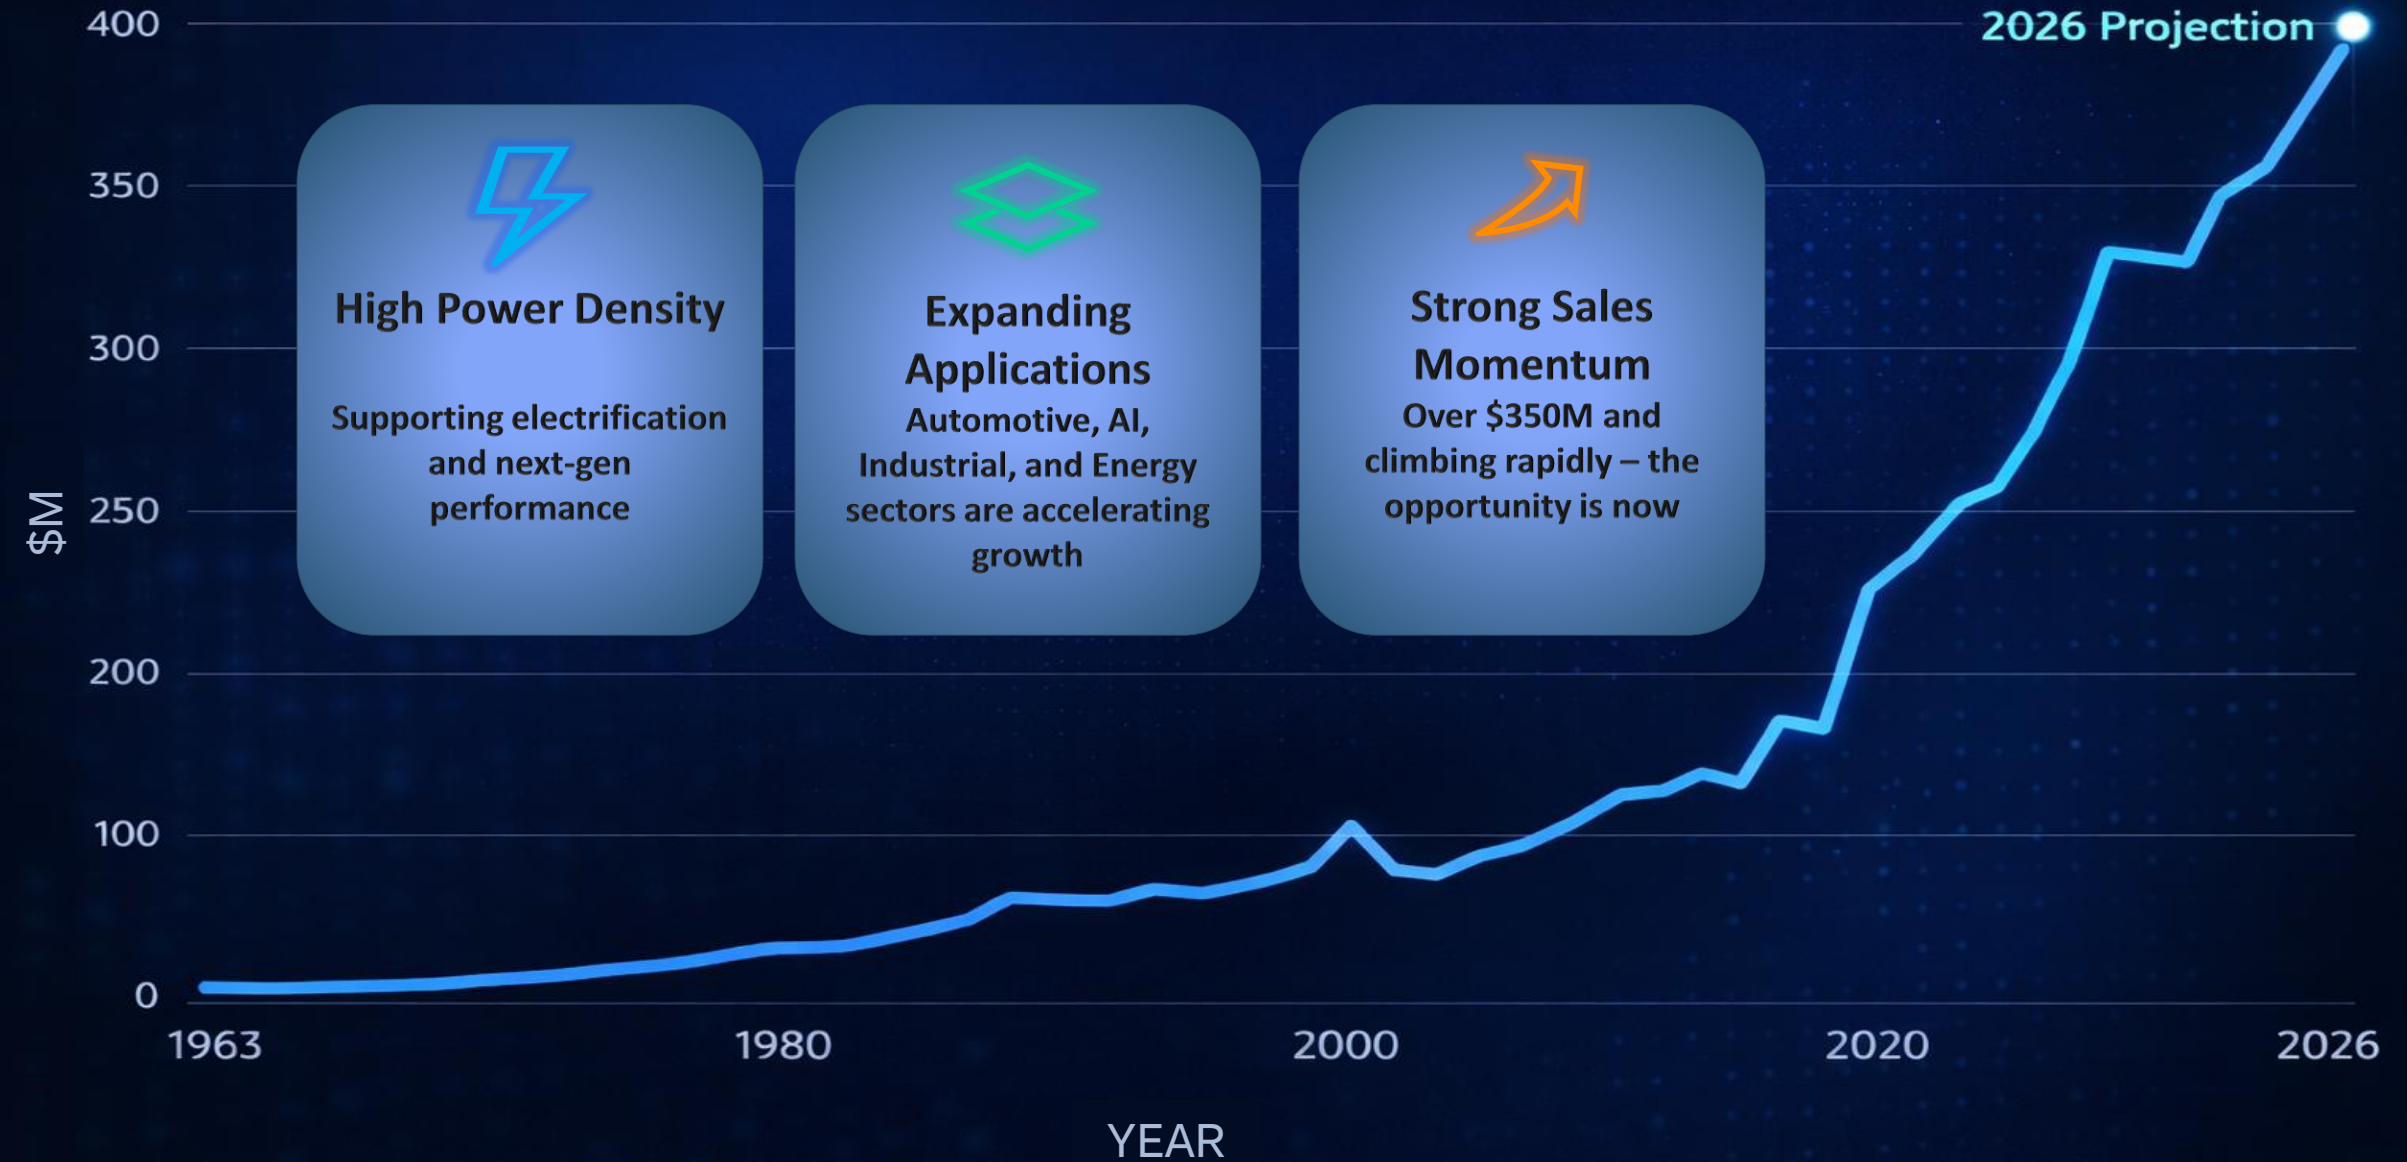 400
2026 Projection
350
300
250
200
100
0
$M
High Power Density
Supporting electrification
and next-gen
performance
Expanding
Applications
Automotive, AI,
Industrial, and Energy
sectors are accelerating
growth
Strong Sales
Momentum
Over $350M and
climbing rapidly – the
opportunity is now
1963
1980
2000
2020
2026
YEAR